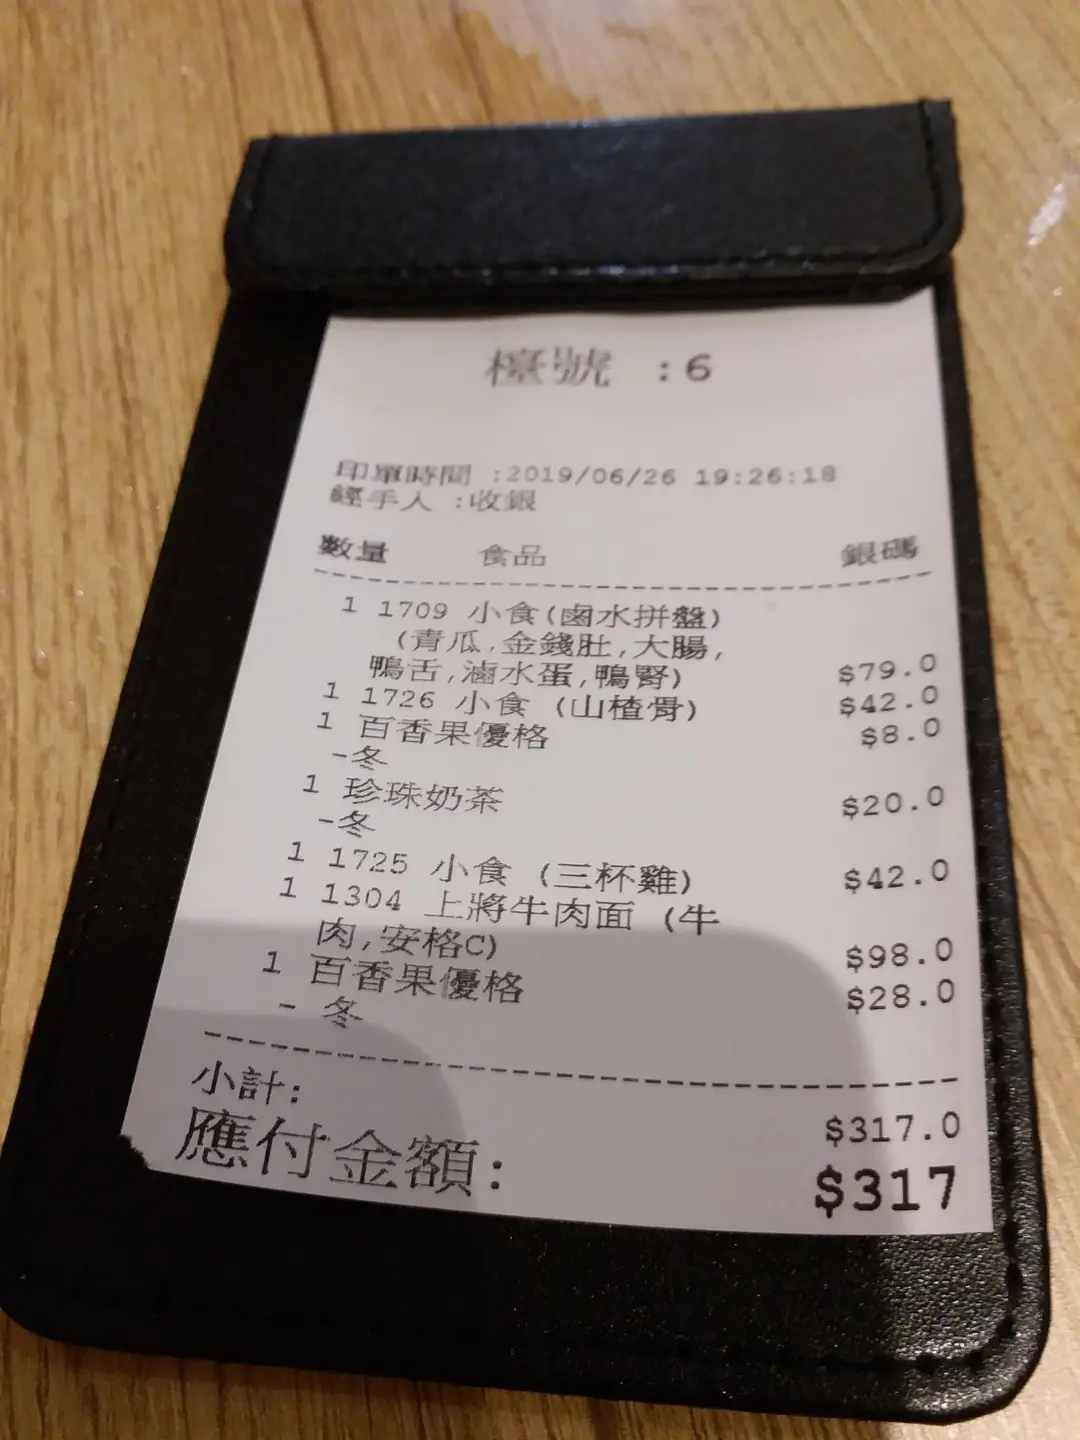 檯號 :6
印單時間 :2019/06/26 19:26:18
經手人 :收銀
數量 食品 銀碼
1 1709 小食(鹵水拼盤)
(青瓜,金錢肚,大腸,
鴨舌,滷水蛋,鴨腎) $79.0
1 1726 小食 (山楂骨) $42.0
1 百香果優格 $8.0
-冬
1 珍珠奶茶 $20.0
-冬
1 1725 小食 (三杯雞) $42.0
1 1304 上將牛肉面 (牛
肉,安格C) $98.0
1 百香果優格 $28.0
- 冬
小計: $317.0
應付金額: $317